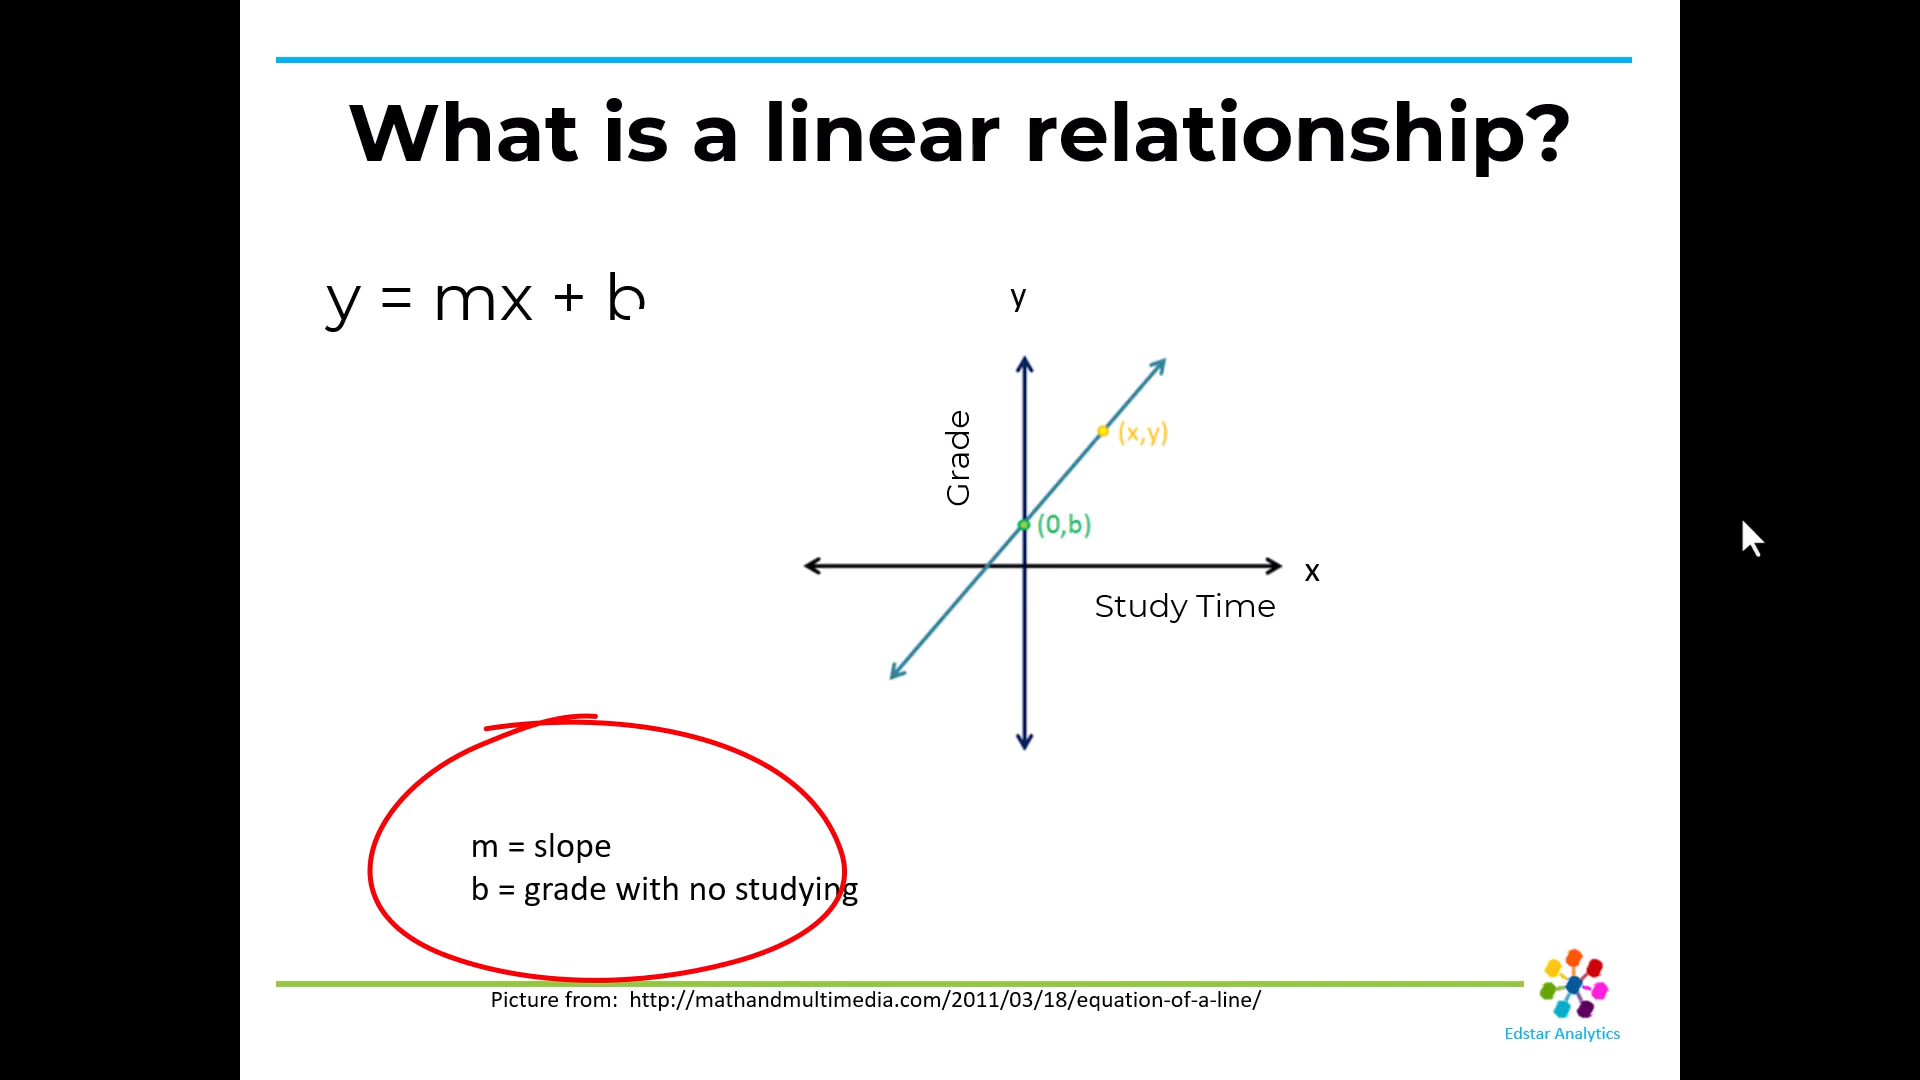 What is a linear relationship?
y = mx + b
y
Grade
(x,y)
(0,b)
x
Study Time
m = slope
b = grade with no studying
Picture from:  http://mathandmultimedia.com/2011/03/18/equation-of-a-line/
Edstar Analytics